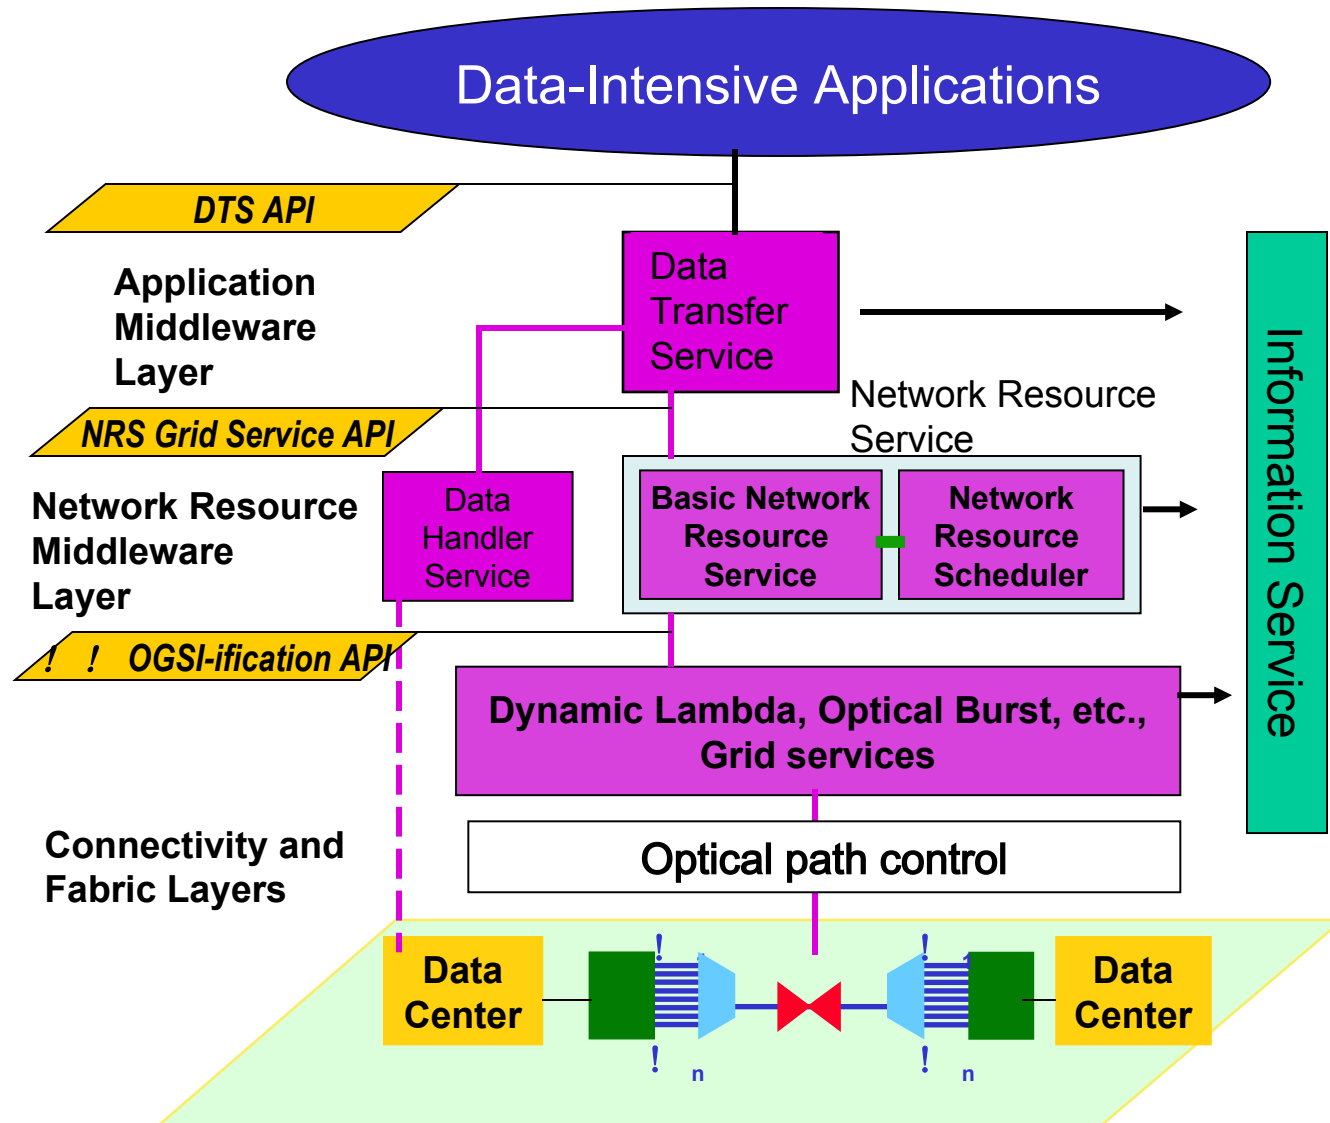 Data-Intensive Applications
DTS API
Application
Middleware
Layer
Data
Transfer
Service
Network Resource
Service
NRS Grid Service API
Network Resource
Middleware
Layer
Data
Handler
Service
Basic Network
Resource
Service
Network
Resource
Scheduler
Information Service
! ! OGSI-ification API
Dynamic Lambda, Optical Burst, etc.,
Grid services
Connectivity and
Fabric Layers
Optical path control
Data
Center
!
!
n
!
!
n
Data
Center